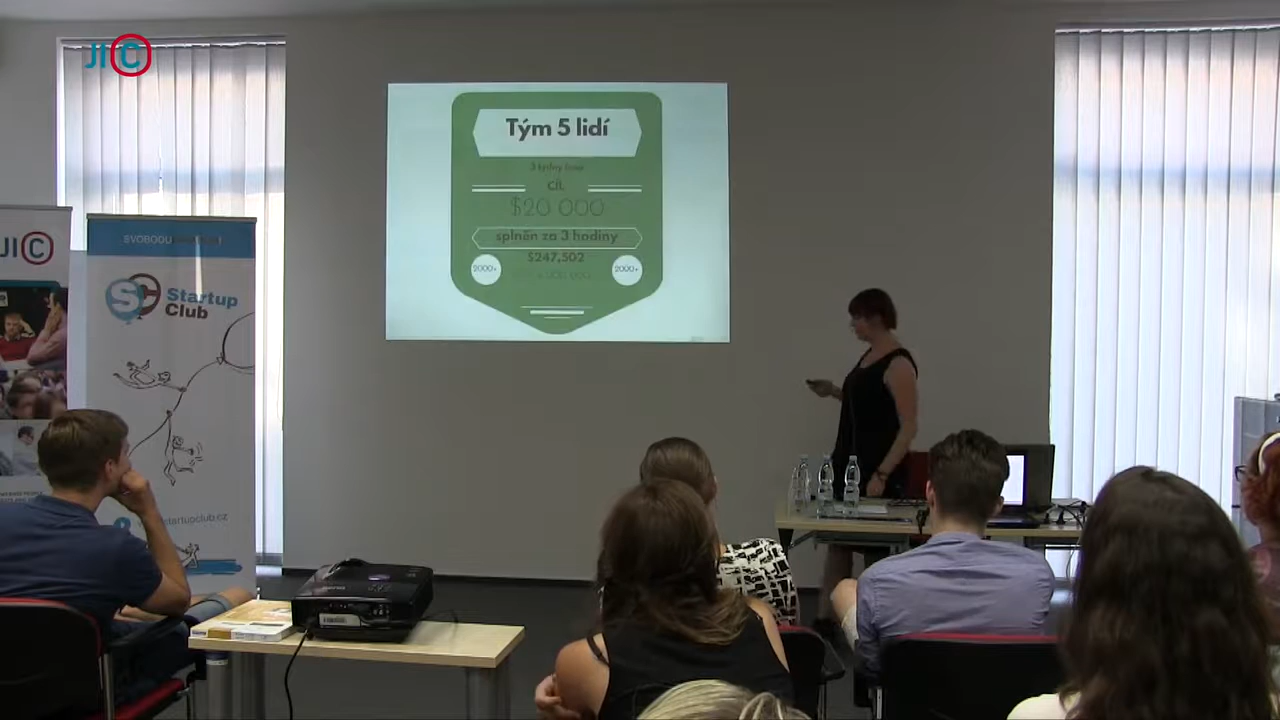 JIC
Tým 5 lidí
CÍL
$20 000
splněn za 3 hodiny
$247,502
2000+
2000+
JIC
Startup
Club
startupclub.cz